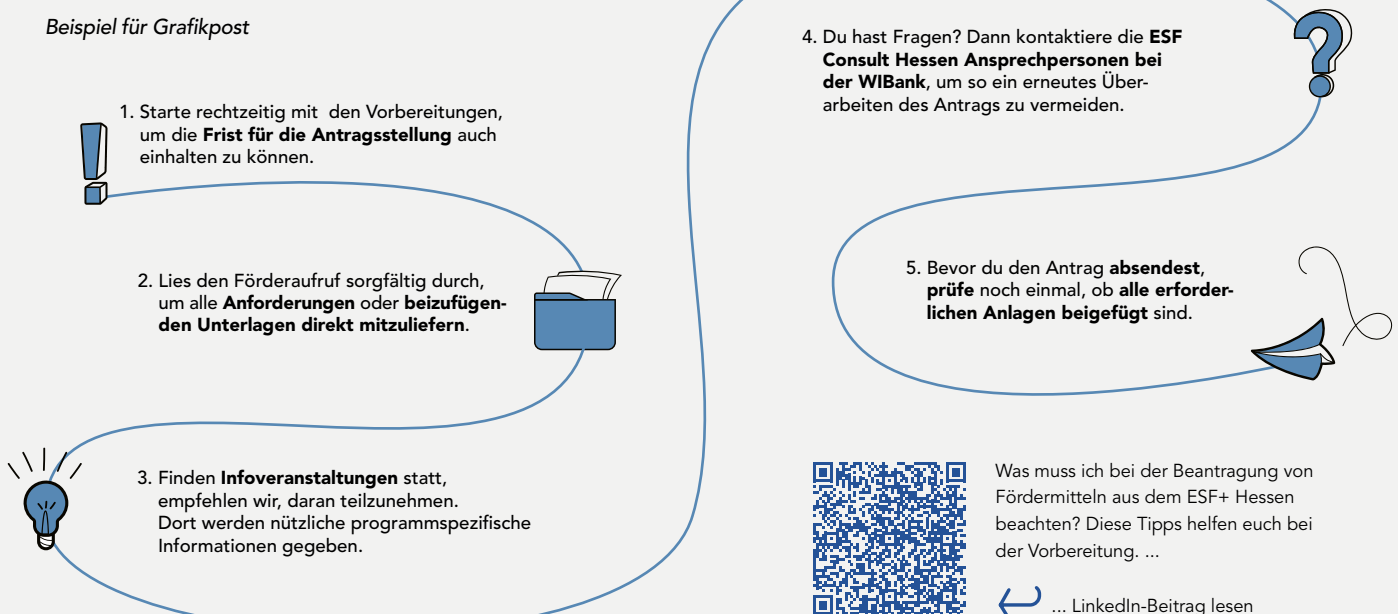 Beispiel für Grafikpost
1. Starte rechtzeitig mit  den Vorbereitungen,
um die Frist für die Antragsstellung auch
einhalten zu können.
2. Lies den Förderaufruf sorgfältig durch,
um alle Anforderungen oder beizufügen-
den Unterlagen direkt mitzuliefern.
3. Finden Infoveranstaltungen statt,
empfehlen wir, daran teilzunehmen.
Dort werden nützliche programmspezifische
Informationen gegeben.
4. Du hast Fragen? Dann kontaktiere die ESF
Consult Hessen Ansprechpersonen bei
der WIBank, um so ein erneutes Über-
arbeiten des Antrags zu vermeiden.
5. Bevor du den Antrag absendest,
prüfe noch einmal, ob alle erforder-
lichen Anlagen beigefügt sind.
Was muss ich bei der Beantragung von
Fördermitteln aus dem ESF+ Hessen
beachten? Diese Tipps helfen euch bei
der Vorbereitung. ...
... LinkedIn-Beitrag lesen